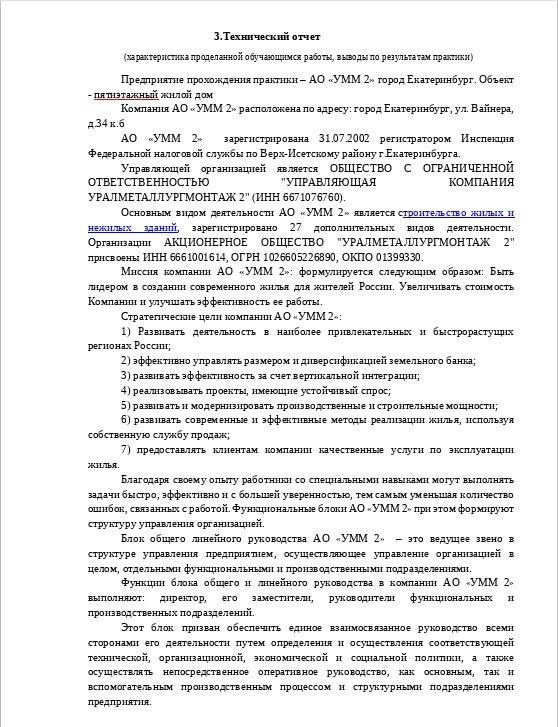 3.Технический отчет
(характеристика проделанной обучающимся работы, выводы по результатам практики)
Предприятие прохождения практики – АО «УММ 2» город Екатеринбург. Объект
- пятиэтажный жилой дом
Компания АО «УММ 2» расположена по адресу: город Екатеринбург, ул. Вайнера,
д.34 к.б
АО «УММ 2» зарегистрирована 31.07.2002 регистратором Инспекция
Федеральной налоговой службы по Верх-Исетскому району г.Екатеринбурга.
Управляющей организацией является ОБЩЕСТВО С ОГРАНИЧЕННОЙ
ОТВЕТСТВЕННОСТЬЮ "УПРАВЛЯЮЩАЯ КОМПАНИЯ
УРАЛМЕТАЛЛУРГМОНТАЖ 2" (ИНН 6671076760).
Основным видом деятельности АО «УММ 2» является строительство жилых и
нежилых зданий, зарегистрировано 27 дополнительных видов деятельности.
Организации АКЦИОНЕРНОЕ ОБЩЕСТВО "УРАЛМЕТАЛЛУРГМОНТАЖ 2"
присвоены ИНН 6661001614, ОГРН 1026605226890, ОКПО 01399330.
Миссия компании АО «УММ 2»: формулируется следующим образом: Быть
лидером в создании современного жилья для жителей России. Увеличивать стоимость
Компании и улучшать эффективность ее работы.
Стратегические цели компании АО «УММ 2»:
1) Развивать деятельность в наиболее привлекательных и быстрорастущих
регионах России;
2) эффективно управлять размером и диверсификацией земельного банка;
3) развивать эффективность за счет вертикальной интеграции;
4) реализовывать проекты, имеющие устойчивый спрос;
5) развивать и модернизировать производственные и строительные мощности;
6) развивать современные и эффективные методы реализации жилья, используя
собственную службу продаж;
7) предоставлять клиентам компании качественные услуги по эксплуатации
жилья.
Благодаря своему опыту работники со специальными навыками могут выполнять
задачи быстро, эффективно и с большей уверенностью, тем самым уменьшая количество
ошибок, связанных с работой. Функциональные блоки АО «УММ 2» при этом формируют
структуру управления организацией.
Блок общего линейного руководства АО «УММ 2» – это ведущее звено в
структуре управления предприятием, осуществляющее управление организацией в
целом, отдельными функциональными и производственными подразделениями.
Функции блока общего и линейного руководства в компании АО «УММ 2»
выполняют: директор, его заместители, руководители функциональных и
производственных подразделений.
Этот блок призван обеспечить единое взаимосвязанное руководство всеми
сторонами его деятельности путем определения и осуществления соответствующей
технической, организационной, экономической и социальной политики, а также
осуществлять непосредственное оперативное руководство, как основным, так и
вспомогательным производственным процессом и структурными подразделениями
предприятия.